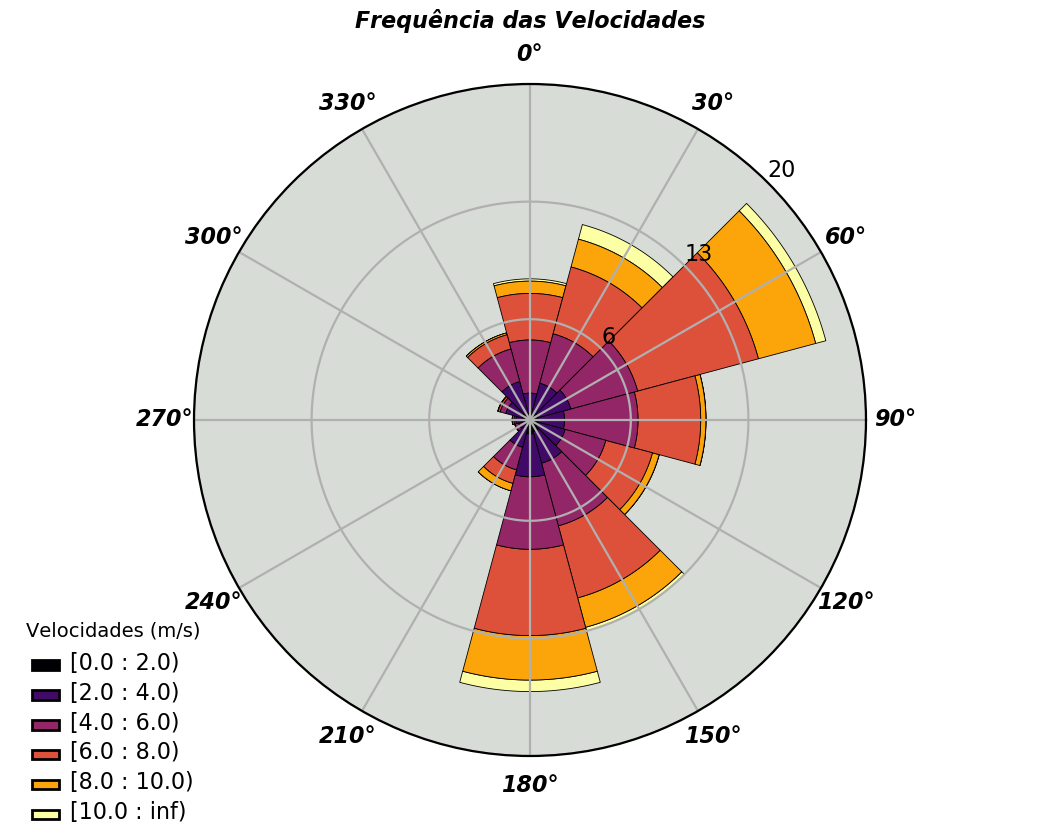 Frequência das Velocidades
0°
330°
30°
20
300°
60°
13
6
270°
90°
240°
120°
Velocidades (m/s)
[0.0 : 2.0)
[2.0 : 4.0)
[4.0 : 6.0)
[6.0 : 8.0)
[8.0 : 10.0)
[10.0 : inf)
210°
150°
180°